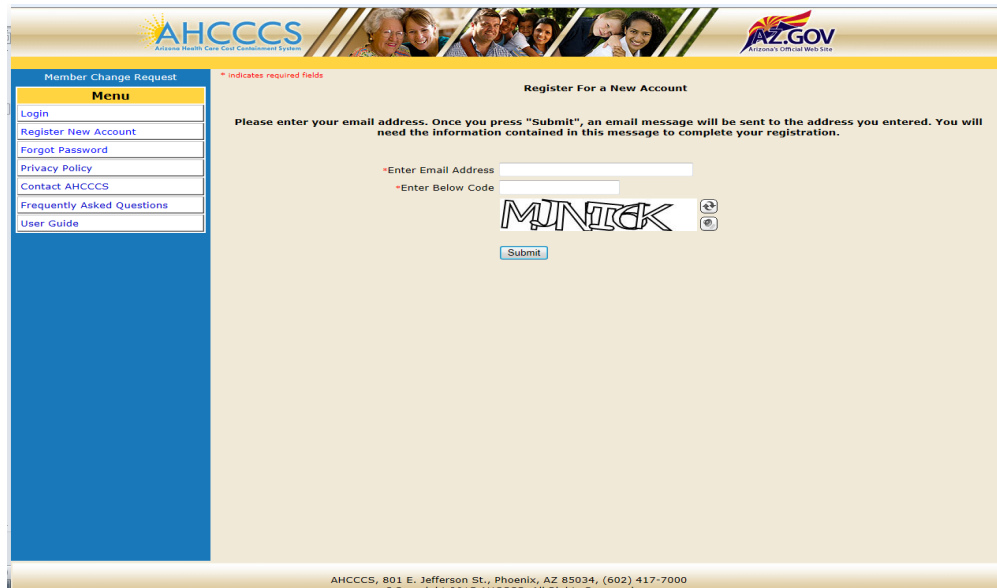 AHCCCS
Arizona Health Care Cost Containment System
AZ.GOV
Arizona's Official Web Site
Member Change Request
Menu
Login
Register New Account
Forgot Password
Privacy Policy
Contact AHCCCS
Frequently Asked Questions
User Guide
* indicates required fields
Register For a New Account
Please enter your email address. Once you press "Submit", an email message will be sent to the address you entered. You will
need the information contained in this message to complete your registration.
*Enter Email Address
*Enter Below Code
Submit
AHCCCS, 801 E. Jefferson St., Phoenix, AZ 85034, (602) 417-7000